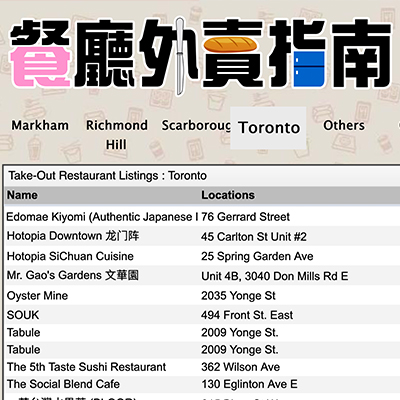 餐廳外賣指南
Markham Richmond Hill Scarboroug Toronto Others
Take-Out Restaurant Listings : Toronto
Name Locations
Edomae Kiyomi (Authentic Japanese I 76 Gerrard Street
Hotopia Downtown 龙门阵 45 Carlton St Unit #2
Hotopia SiChuan Cuisine 25 Spring Garden Ave
Mr. Gao's Gardens 文華園 Unit 4B, 3040 Don Mills Rd E
Oyster Mine 2035 Yonge St
SOUK 494 Front St. East
Tabule 2009 Yonge St.
Tabule 2009 Yonge St.
The 5th Taste Sushi Restaurant 362 Wilson Ave
The Social Blend Cafe 130 Eglinton Ave E